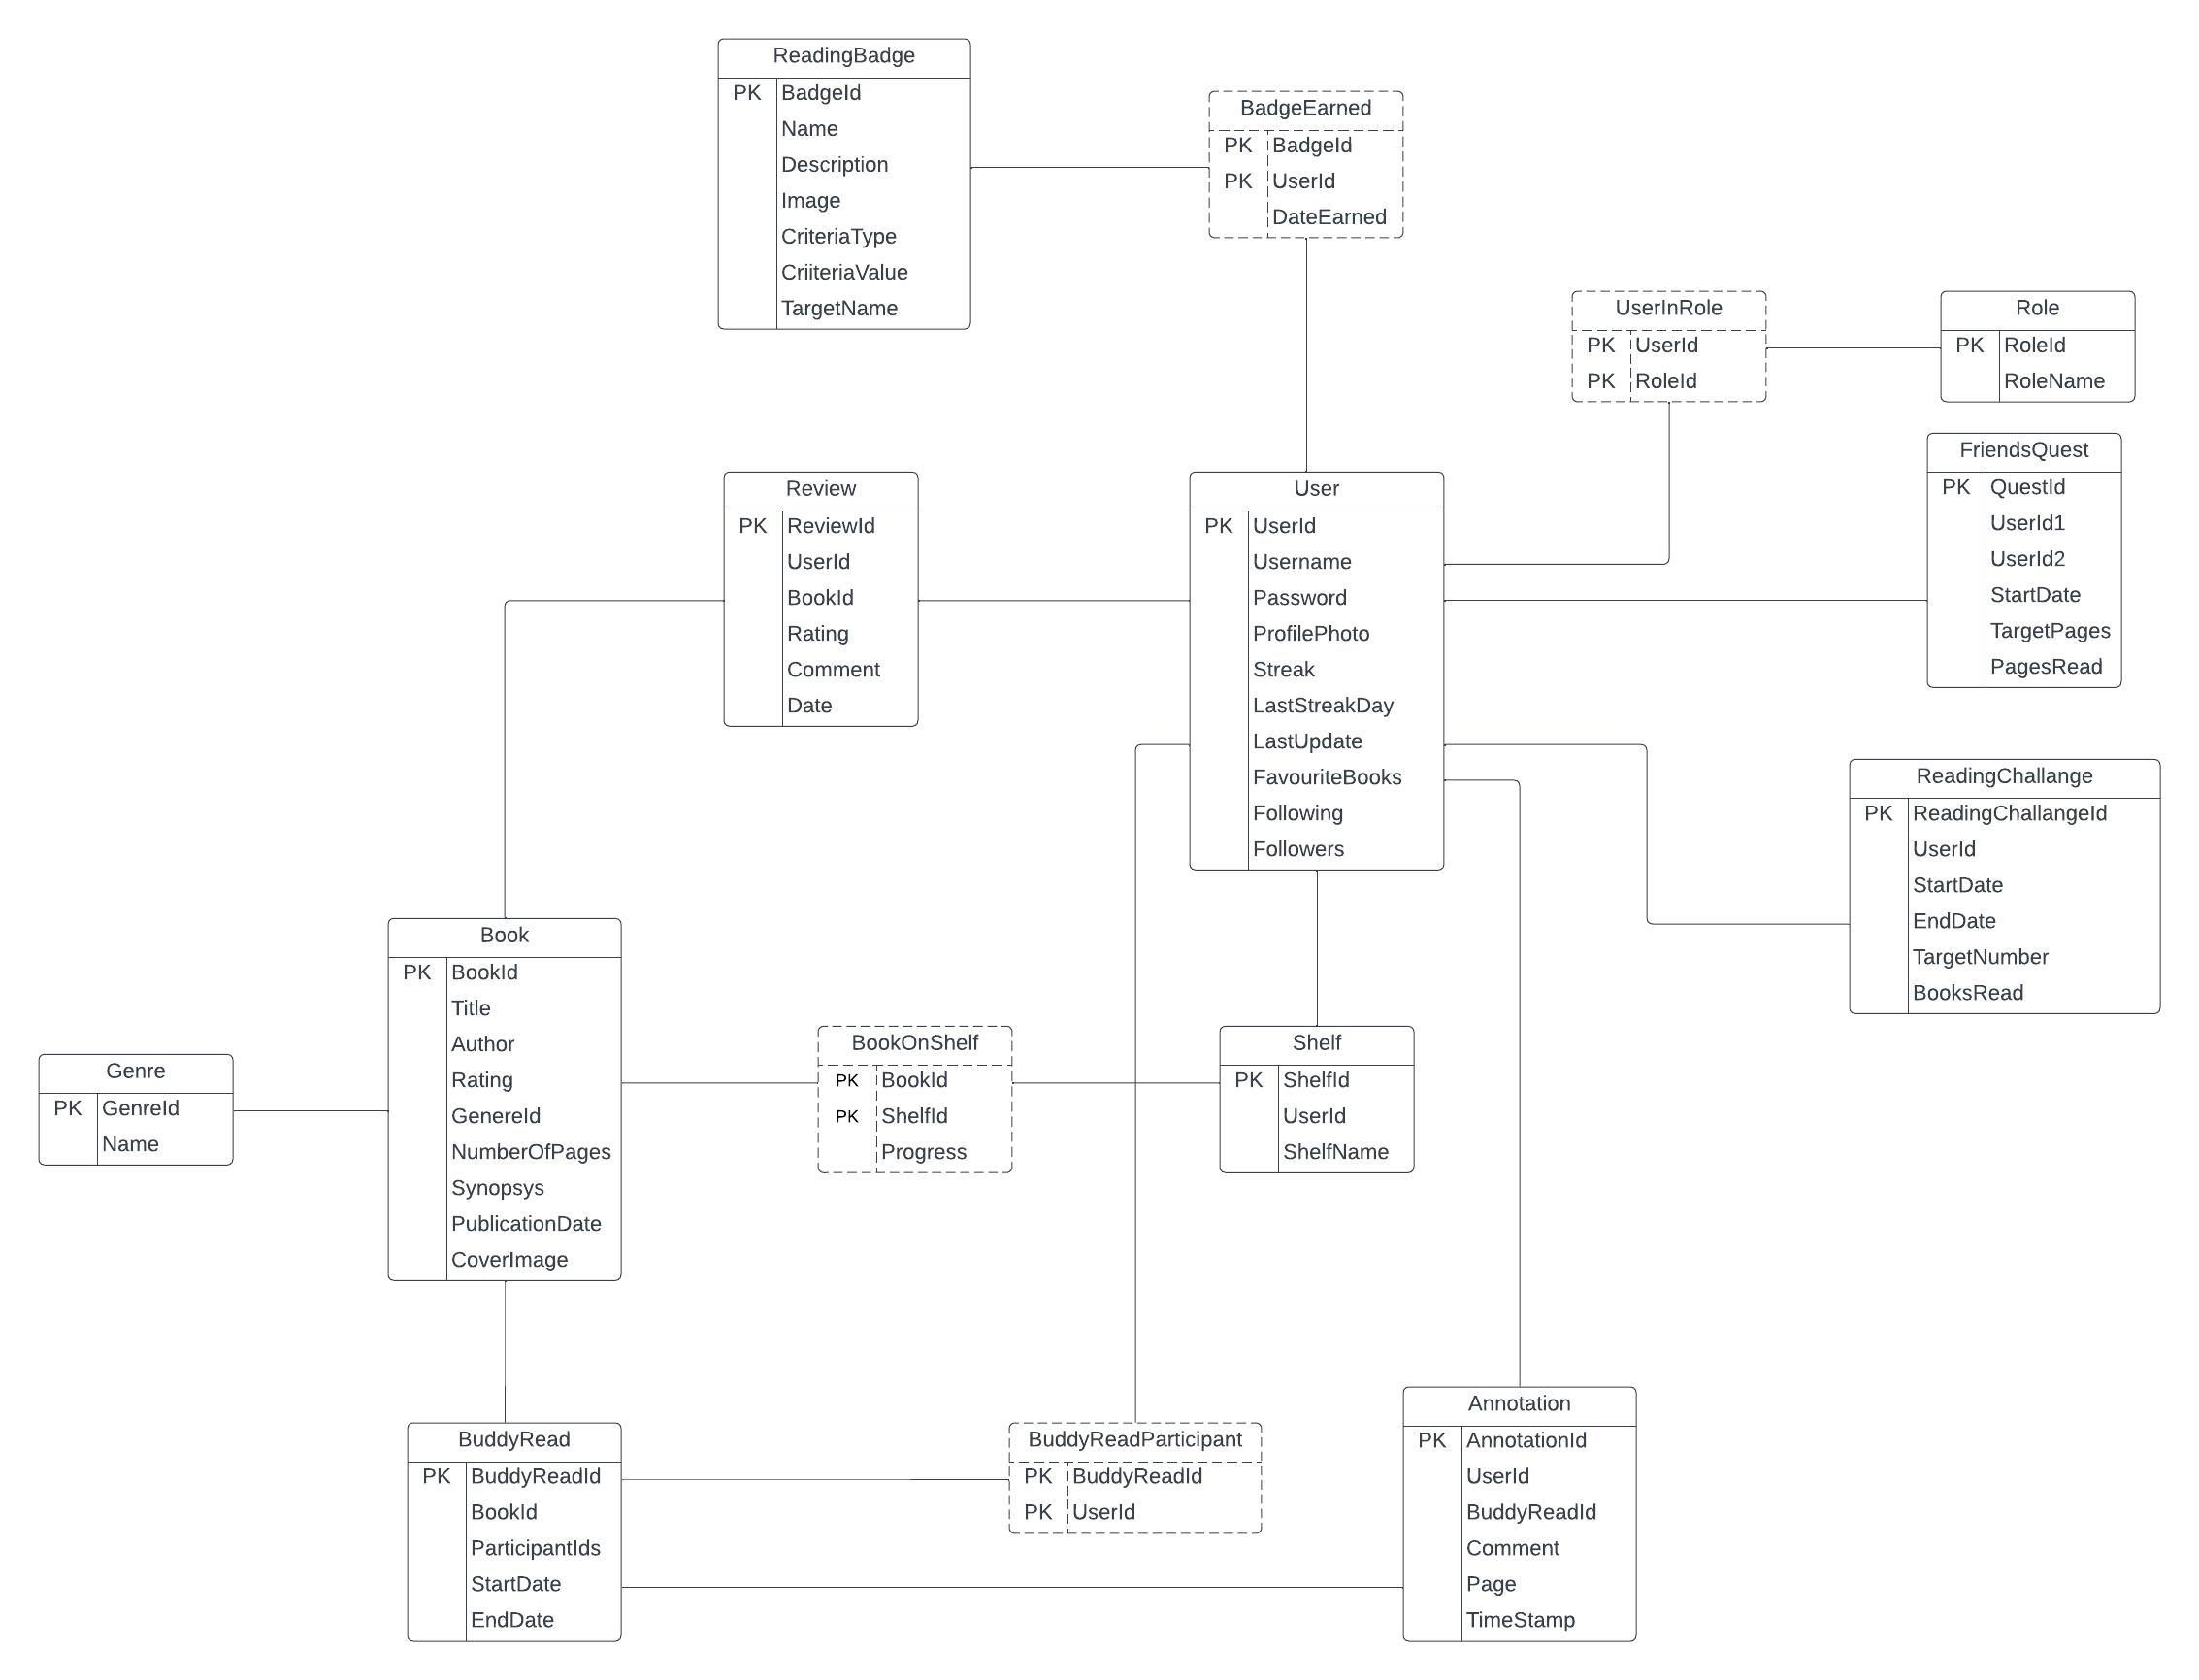 ReadingBadge
PK BadgeId
Name
Description
Image
CriteriaType
CriiteriaValue
TargetName
BadgeEarned
PK BadgeId
PK UserId
DateEarned
UserInRole
PK UserId
PK RoleId
Role
PK RoleId
RoleName
Review
PK ReviewId
UserId
BookId
Rating
Comment
Date
User
PK UserId
Username
Password
ProfilePhoto
Streak
LastStreakDay
LastUpdate
FavouriteBooks
Following
Followers
FriendsQuest
PK QuestId
UserId1
UserId2
StartDate
TargetPages
PagesRead
ReadingChallange
PK ReadingChallangeId
UserId
StartDate
EndDate
TargetNumber
BooksRead
Genre
PK GenreId
Name
Book
PK BookId
Title
Author
Rating
GenereId
NumberOfPages
Synopsys
PublicationDate
CoverImage
BookOnShelf
PK BookId
PK ShelfId
Progress
Shelf
PK ShelfId
UserId
ShelfName
BuddyRead
PK BuddyReadId
BookId
ParticipantIds
StartDate
EndDate
BuddyReadParticipant
PK BuddyReadId
PK UserId
Annotation
PK AnnotationId
UserId
BuddyReadId
Comment
Page
TimeStamp